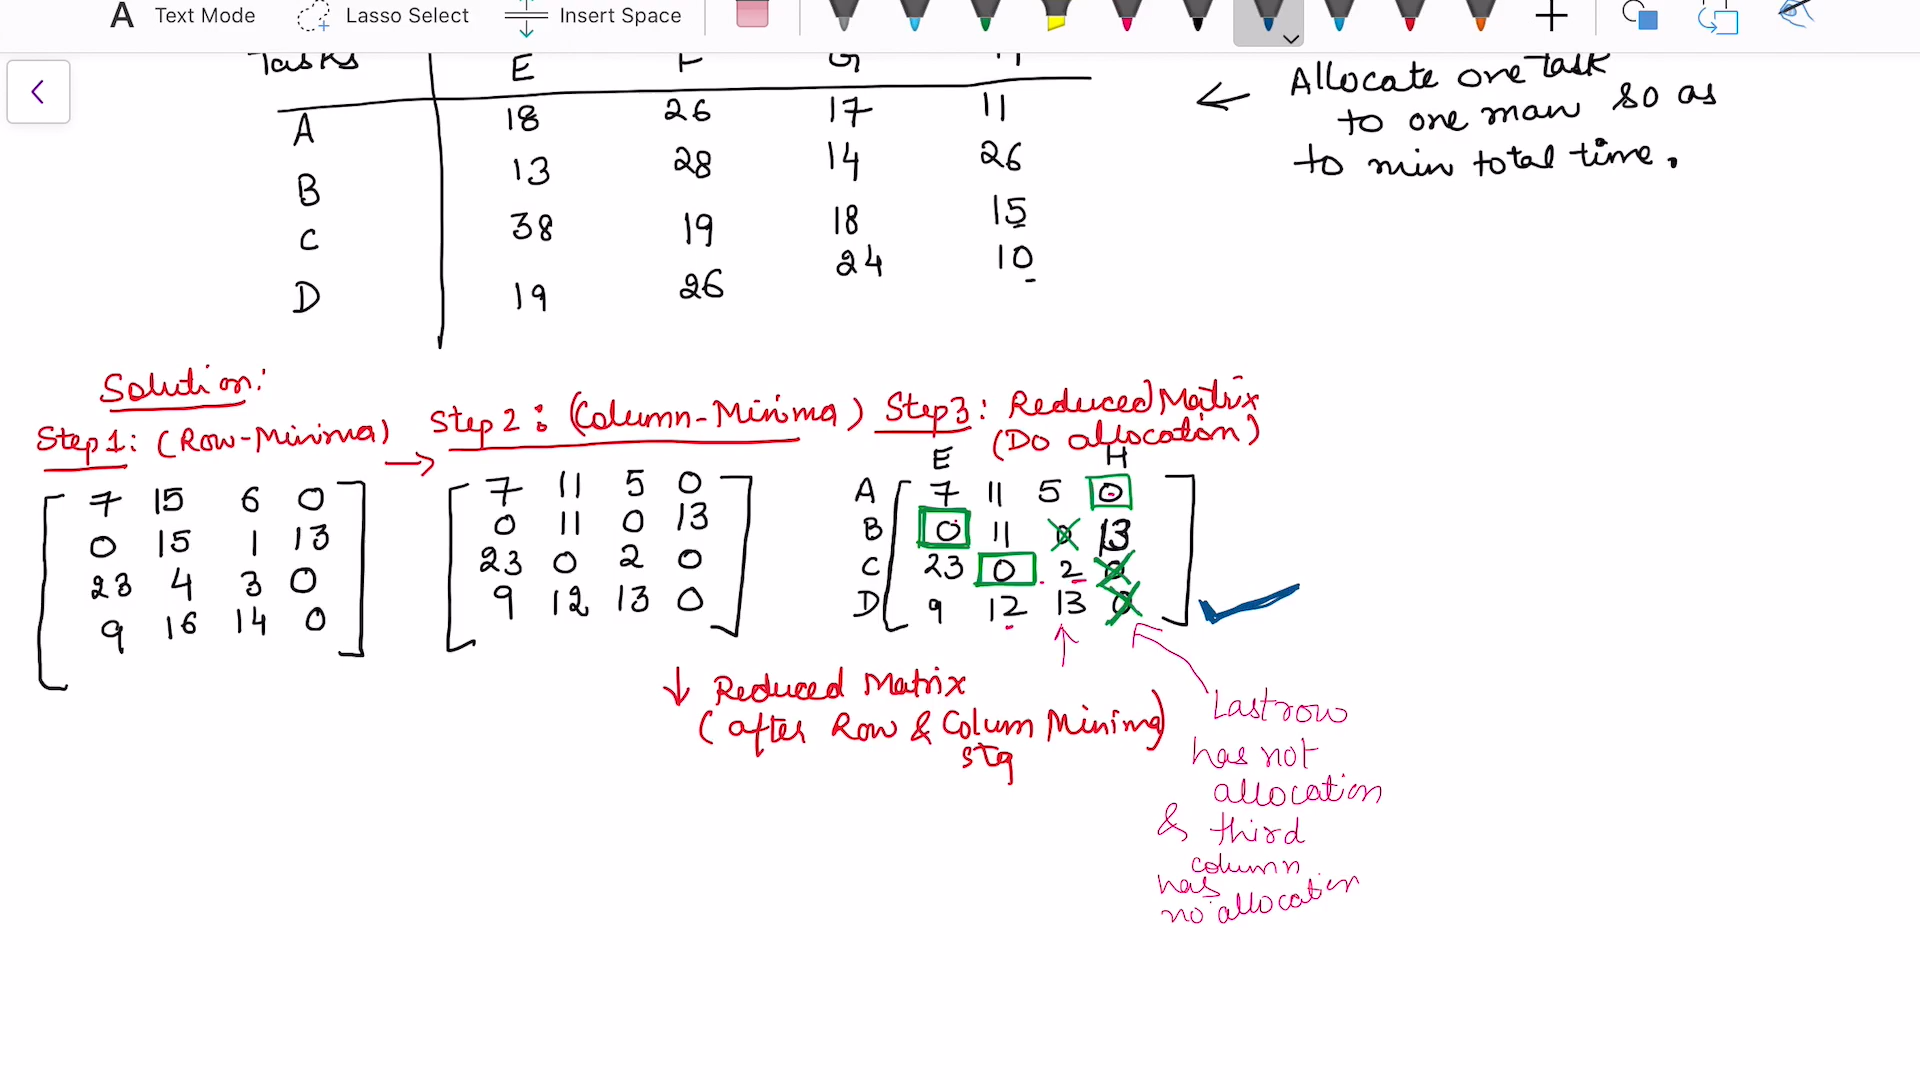 Text Mode Lasso Select Insert Space
Tasks E F G H
A 18 26 17 11
B 13 28 14 26
C 38 19 18 15
D 19 26 24 10
← Allocate one task
to one man so as
to min total time.
Solution:
Step 1: (Row-Minima) →
7 15 6 0
0 15 1 13
23 4 3 0
9 16 14 0
Step 2: (Column-Minima)
7 11 5 0
0 11 0 13
23 0 2 0
9 12 13 0
Step 3: Reduced Matrix
(Do allocation)
E H
A 7 11 5 0
B 0 11 0 13
C 23 0 2 0
D 9 12 13 0
↓ Reduced Matrix
(after Row & Colum Minima)
stg
Last row
has not
allocation
& third
column
has
no allocation